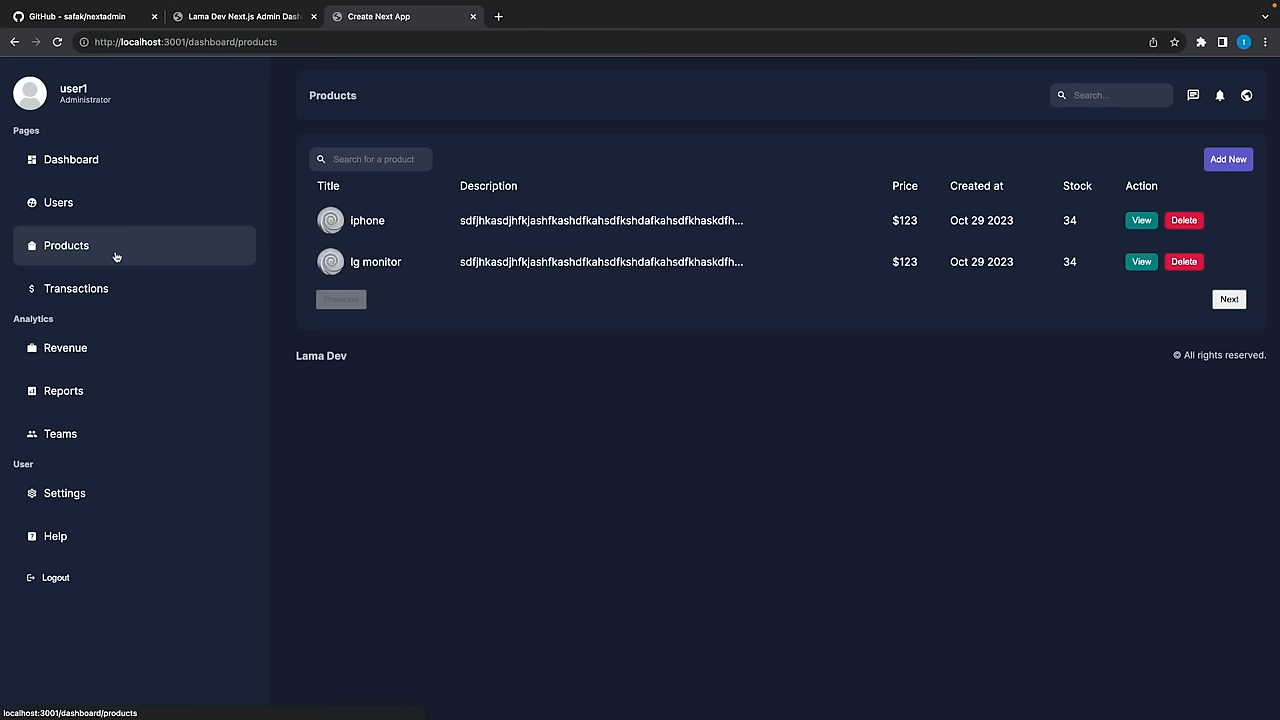 GitHub - safak/nextadmin
Lama Dev Next.js Admin Dash
Create Next App
http://localhost:3001/dashboard/products
t
user1
Administrator
Pages
Dashboard
Users
Products
Transactions
Analytics
Revenue
Reports
Teams
User
Settings
Help
Logout
Products
Search...
Search for a product
Add New
Title Description Price Created at Stock Action
iphone sdfjhkasdjhfkjashfkashdfkahsdfkshdafkahsdfkhaskdfh... $123 Oct 29 2023 34 View Delete
lg monitor sdfjhkasdjhfkjashfkashdfkahsdfkshdafkahsdfkhaskdfh... $123 Oct 29 2023 34 View Delete
Previous Next
Lama Dev © All rights reserved.
localhost:3001/dashboard/products